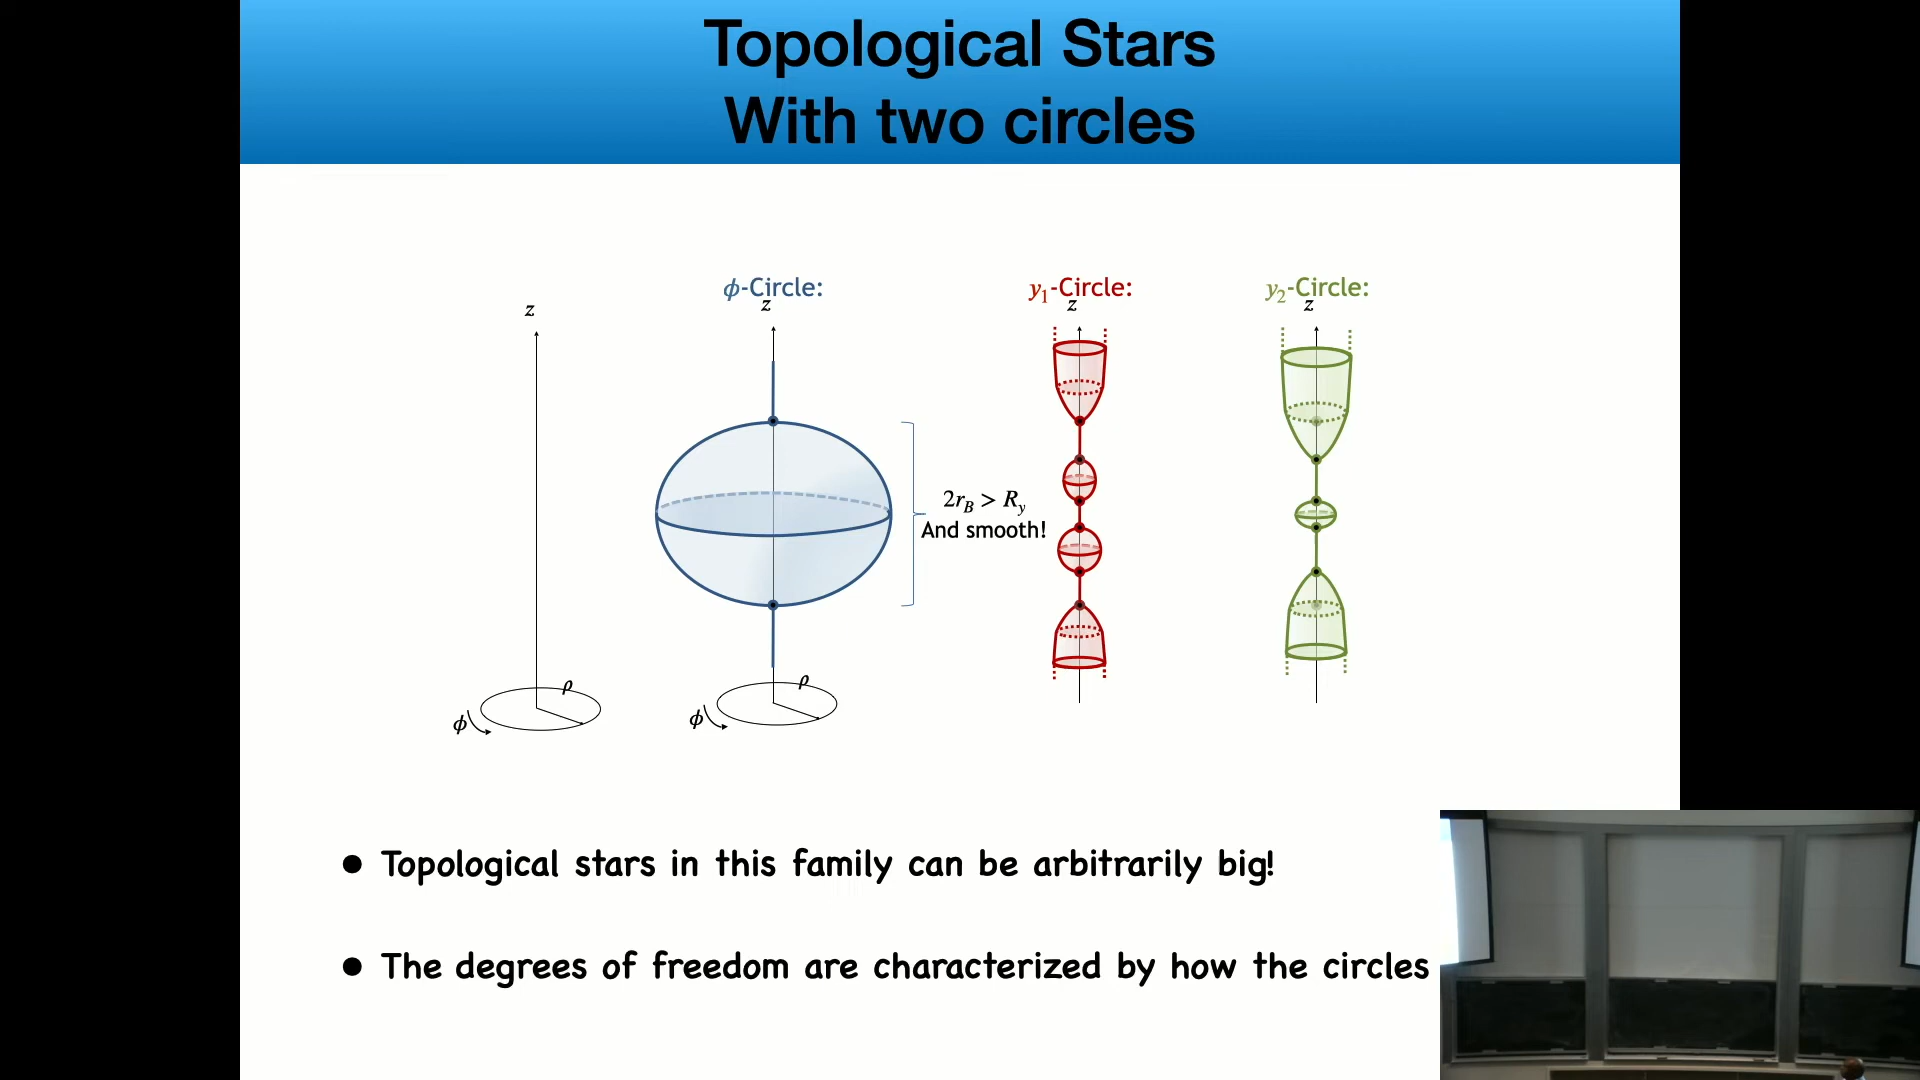 Topological Stars
With two circles
ϕ-Circle:
y₁-Circle:
y₂-Circle:
z
z
z
z
2r_B > R_y
And smooth!
ρ
ϕ
ρ
ϕ
• Topological stars in this family can be arbitrarily big!
• The degrees of freedom are characterized by how the circles